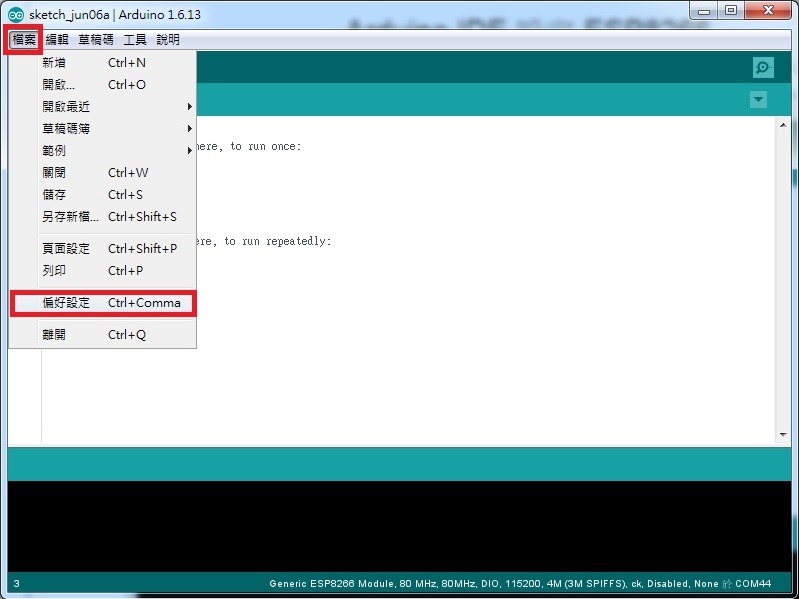 sketch_jun06a | Arduino 1.6.13
檔案 編輯 草稿碼 工具 說明
新增 Ctrl+N
開啟... Ctrl+O
開啟最近
草稿碼簿
範例
關閉 Ctrl+W
儲存 Ctrl+S
另存新檔... Ctrl+Shift+S
頁面設定 Ctrl+Shift+P
列印 Ctrl+P
偏好設定 Ctrl+Comma
離開 Ctrl+Q
here, to run once:
ere, to run repeatedly:
3 Generic ESP8266 Module, 80 MHz, 80MHz, DIO, 115200, 4M (3M SPIFFS), ck, Disabled, None 於 COM44